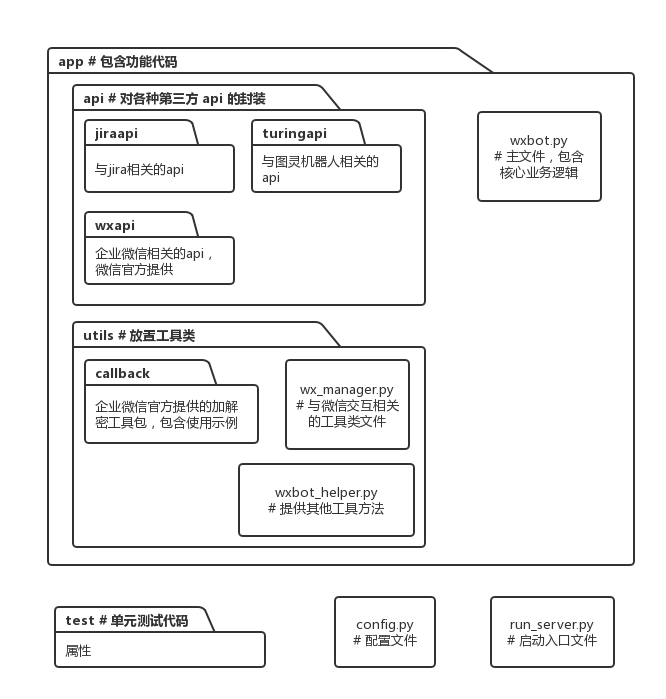 app # 包含功能代码
api # 对各种第三方 api 的封装
jiraapi
与jira相关的api
turingapi
与图灵机器人相关的
api
wxbot.py
# 主文件，包含
核心业务逻辑
wxapi
企业微信相关的api，
微信官方提供
utils # 放置工具类
callback
企业微信官方提供的加解
密工具包，包含使用示例
wx_manager.py
# 与微信交互相关
的工具类文件
wxbot_helper.py
# 提供其他工具方法
test # 单元测试代码
属性
config.py
# 配置文件
run_server.py
# 启动入口文件